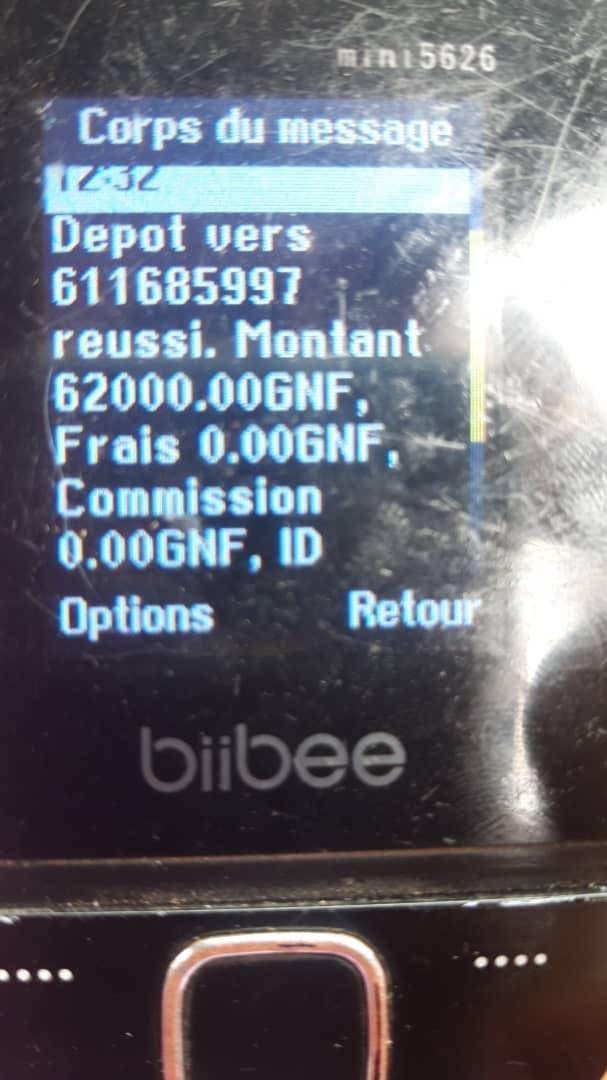 mini5626
Corps du message
12:32
Depot vers
611685997
reussi. Montant
62000.00GNF,
Frais 0.00GNF,
Commission
0.00GNF, ID
Options Retour
biibee